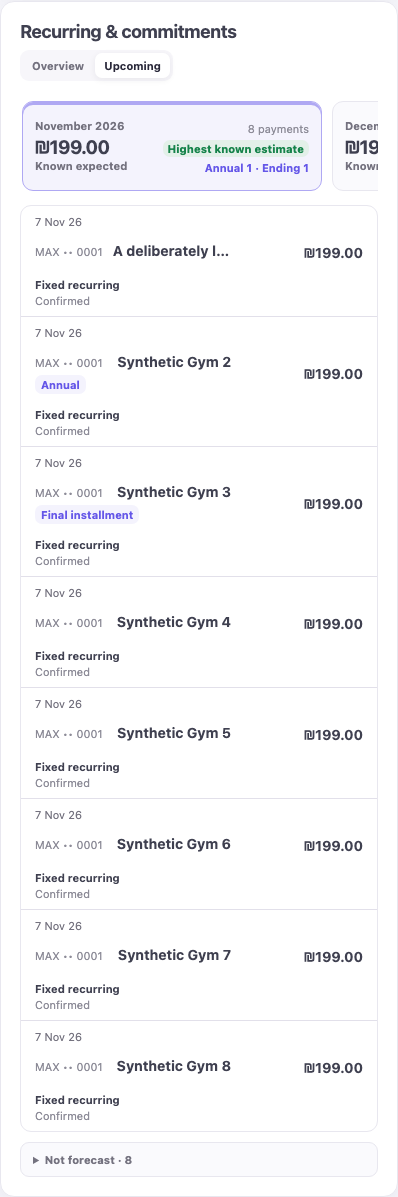 Recurring & commitments
Overview Upcoming
November 2026
8 payments
₪199.00
Highest known estimate
Known expected
Annual 1 · Ending 1
Decen
₪19
Known
7 Nov 26
MAX •• 0001 A deliberately l... ₪199.00
Fixed recurring
Confirmed
7 Nov 26
MAX •• 0001 Synthetic Gym 2 ₪199.00
Annual
Fixed recurring
Confirmed
7 Nov 26
MAX •• 0001 Synthetic Gym 3 ₪199.00
Final installment
Fixed recurring
Confirmed
7 Nov 26
MAX •• 0001 Synthetic Gym 4 ₪199.00
Fixed recurring
Confirmed
7 Nov 26
MAX •• 0001 Synthetic Gym 5 ₪199.00
Fixed recurring
Confirmed
7 Nov 26
MAX •• 0001 Synthetic Gym 6 ₪199.00
Fixed recurring
Confirmed
7 Nov 26
MAX •• 0001 Synthetic Gym 7 ₪199.00
Fixed recurring
Confirmed
7 Nov 26
MAX •• 0001 Synthetic Gym 8 ₪199.00
Fixed recurring
Confirmed
▶ Not forecast · 8